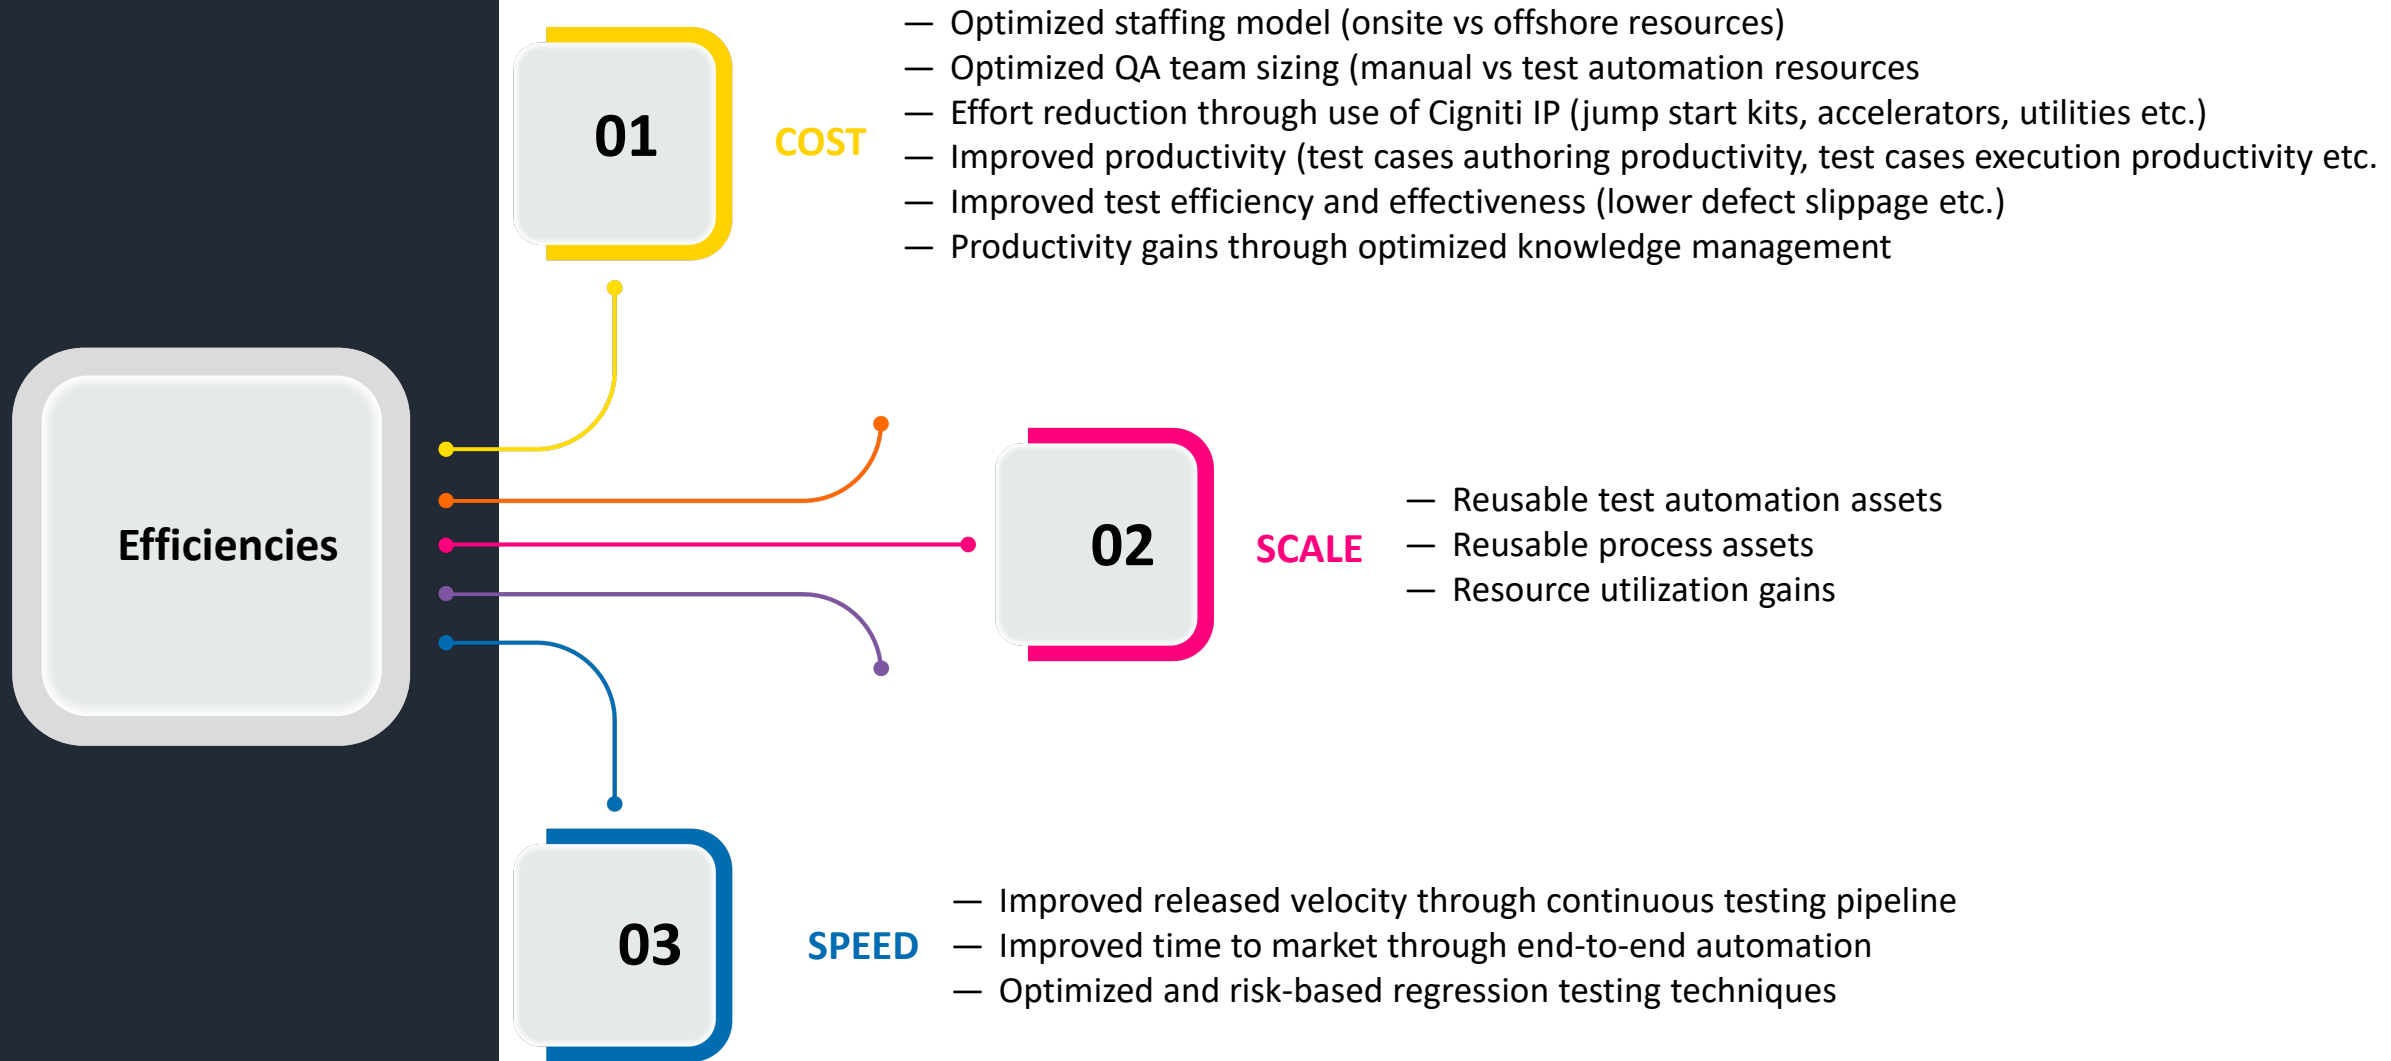 Efficiencies
01
COST
— Optimized staffing model (onsite vs offshore resources)
— Optimized QA team sizing (manual vs test automation resources
— Effort reduction through use of Cigniti IP (jump start kits, accelerators, utilities etc.)
— Improved productivity (test cases authoring productivity, test cases execution productivity etc.
— Improved test efficiency and effectiveness (lower defect slippage etc.)
— Productivity gains through optimized knowledge management
02
SCALE
— Reusable test automation assets
— Reusable process assets
— Resource utilization gains
03
SPEED
— Improved released velocity through continuous testing pipeline
— Improved time to market through end-to-end automation
— Optimized and risk-based regression testing techniques